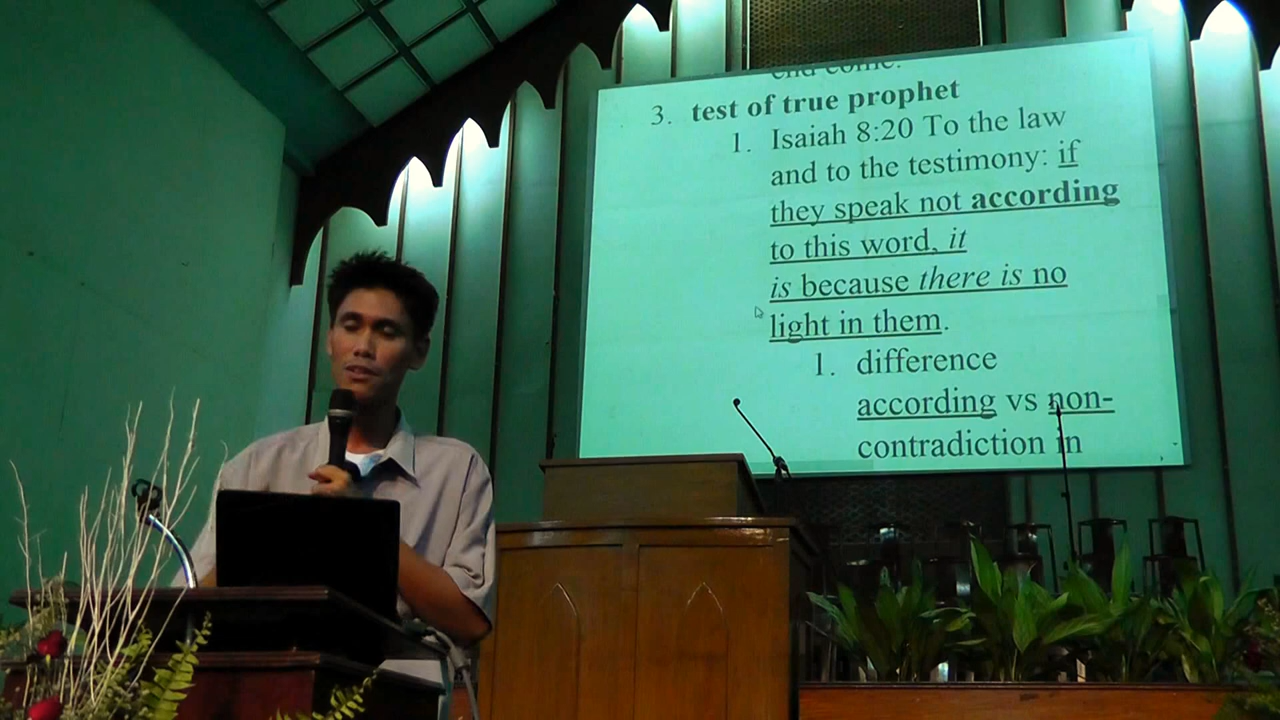 end come.
3. test of true prophet
1. Isaiah 8:20 To the law
and to the testimony: if
they speak not according
to this word, it
is because there is no
light in them.
1. difference
according vs non-
contradiction in